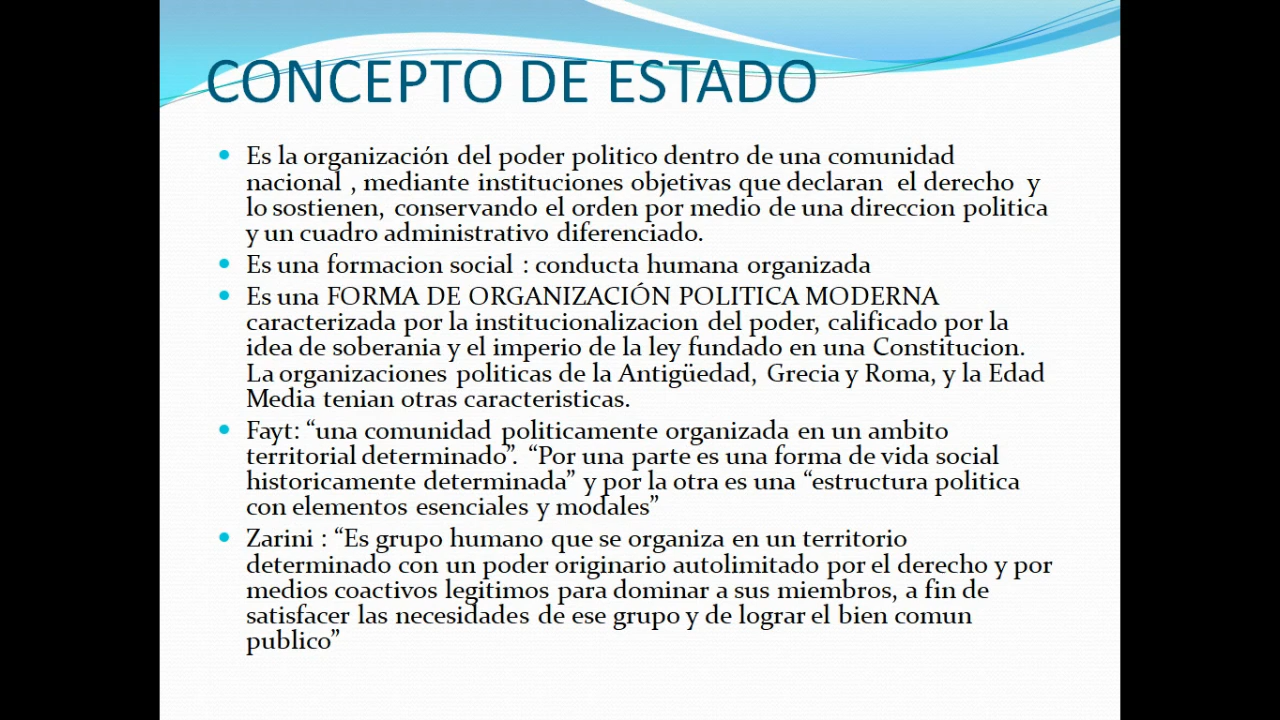 CONCEPTO DE ESTADO
• Es la organización del poder politico dentro de una comunidad
nacional , mediante instituciones objetivas que declaran el derecho y
lo sostienen, conservando el orden por medio de una direccion politica
y un cuadro administrativo diferenciado.
• Es una formacion social : conducta humana organizada
• Es una FORMA DE ORGANIZACIÓN POLITICA MODERNA
caracterizada por la institucionalizacion del poder, calificado por la
idea de soberania y el imperio de la ley fundado en una Constitucion.
La organizaciones politicas de la Antigüedad, Grecia y Roma, y la Edad
Media tenian otras caracteristicas.
• Fayt: “una comunidad politicamente organizada en un ambito
territorial determinado”. “Por una parte es una forma de vida social
historicamente determinada” y por la otra es una “estructura politica
con elementos esenciales y modales”
• Zarini : “Es grupo humano que se organiza en un territorio
determinado con un poder originario autolimitado por el derecho y por
medios coactivos legitimos para dominar a sus miembros, a fin de
satisfacer las necesidades de ese grupo y de lograr el bien comun
publico”